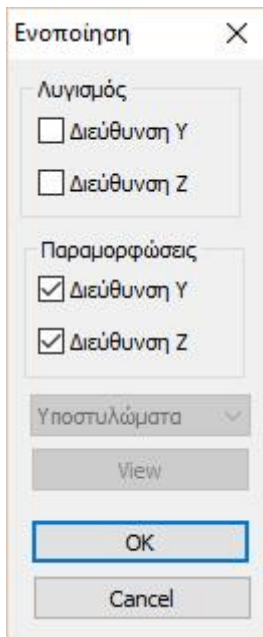 Ενοποίηση
Λυγισμός
Διεύθυνση Y
Διεύθυνση Z
Παραμορφώσεις
Διεύθυνση Y
Διεύθυνση Z
Υποστυλώματα
View
OK
Cancel